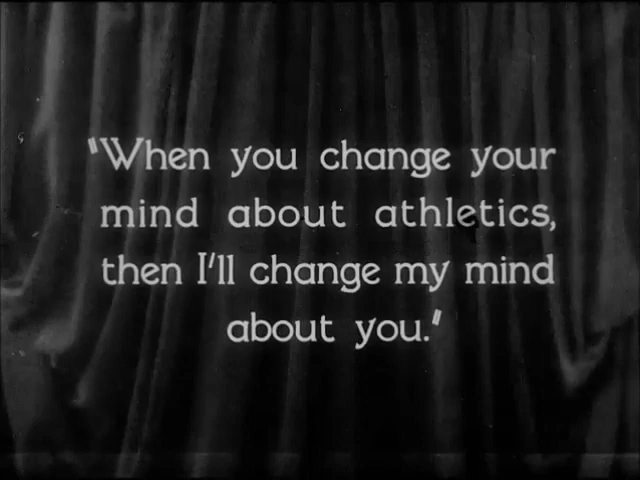 "When you change your
mind about athletics,
then I'll change my mind
about you."